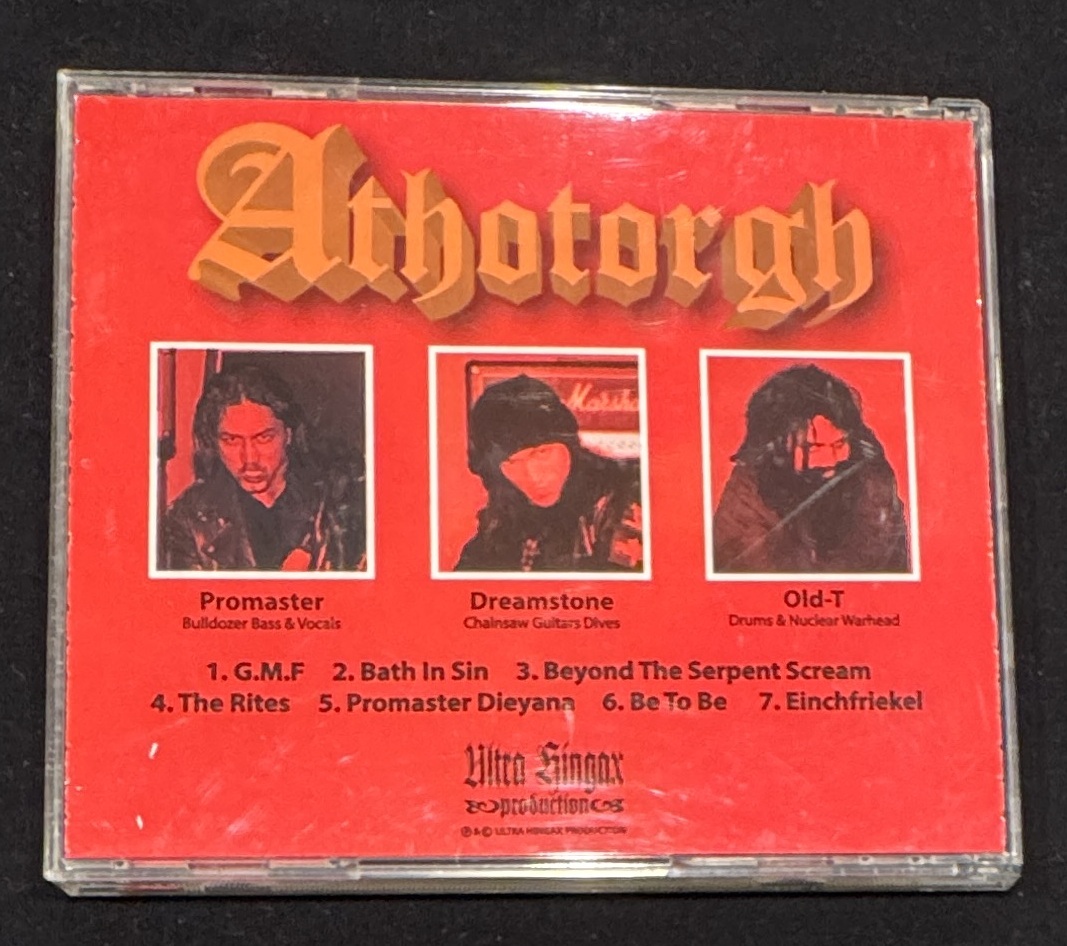 Athotorgh
Marsha
Promaster
Bulldozer Bass & Vocals
Dreamstone
Chainsaw Guitars Dives
Old-T
Drums & Nuclear Warhead
1. G.M.F 2. Bath In Sin 3. Beyond The Serpent Scream
4. The Rites 5. Promaster Dieyana 6. Be To Be 7. Einchfriekel
Ultra Hingax
production
℗ & © ULTRA HINGAX PRODUCTION